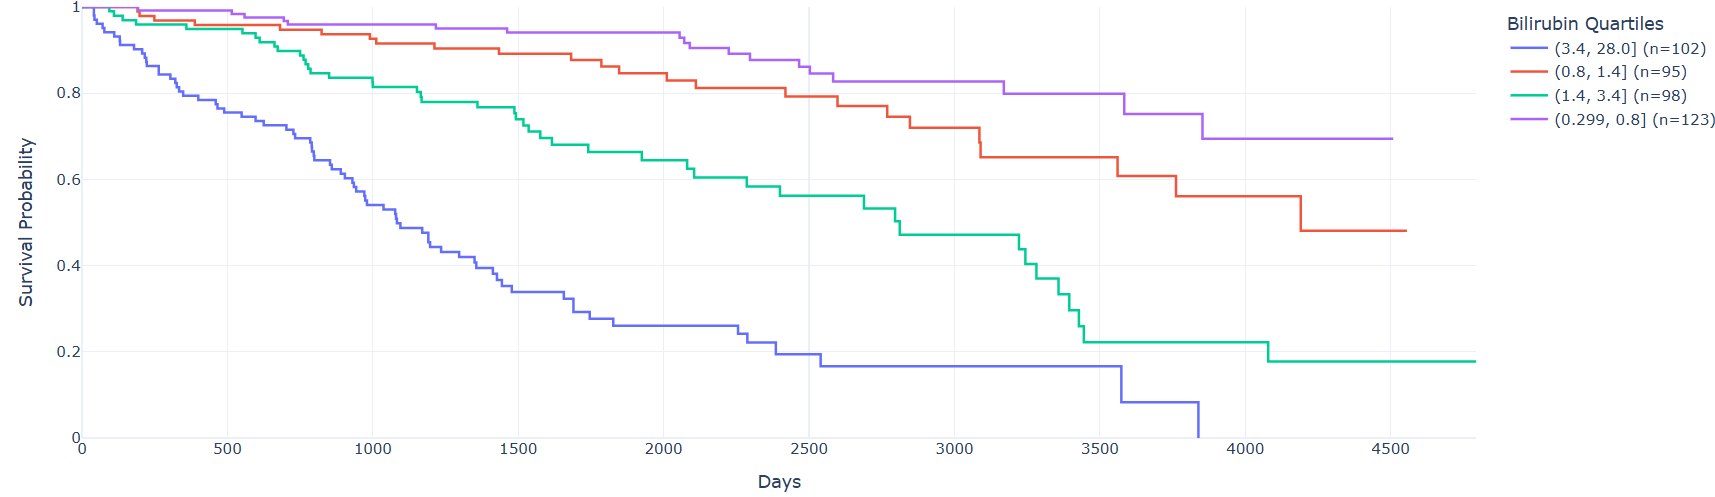 Bilirubin Quartiles
(3.4, 28.0] (n=102)
(0.8, 1.4] (n=95)
(1.4, 3.4] (n=98)
(0.299, 0.8] (n=123)
Survival Probability
1
0.8
0.6
0.4
0.2
0
0 500 1000 1500 2000 2500 3000 3500 4000 4500
Days